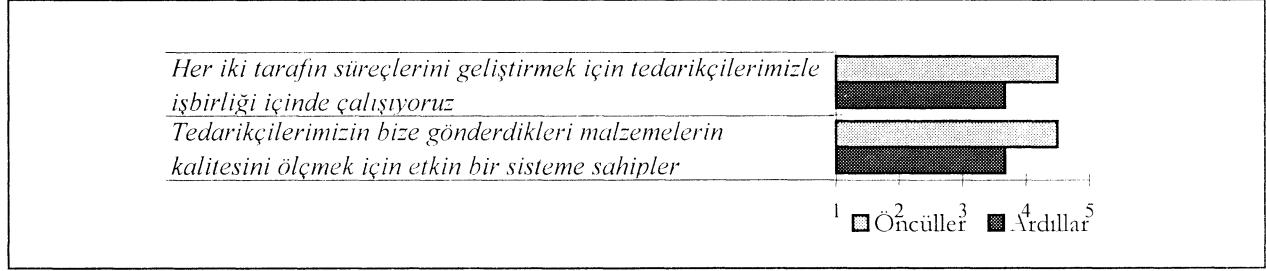 Her iki tarafın süreçlerini geliştirmek için tedarikçilerimizle
işbirliği içinde çalışıyoruz
Tedarikçilerimizin bize gönderdikleri malzemelerin
kalitesini ölçmek için etkin bir sisteme sahipler
1 2 3 4 5
Öncüller Ardıllar